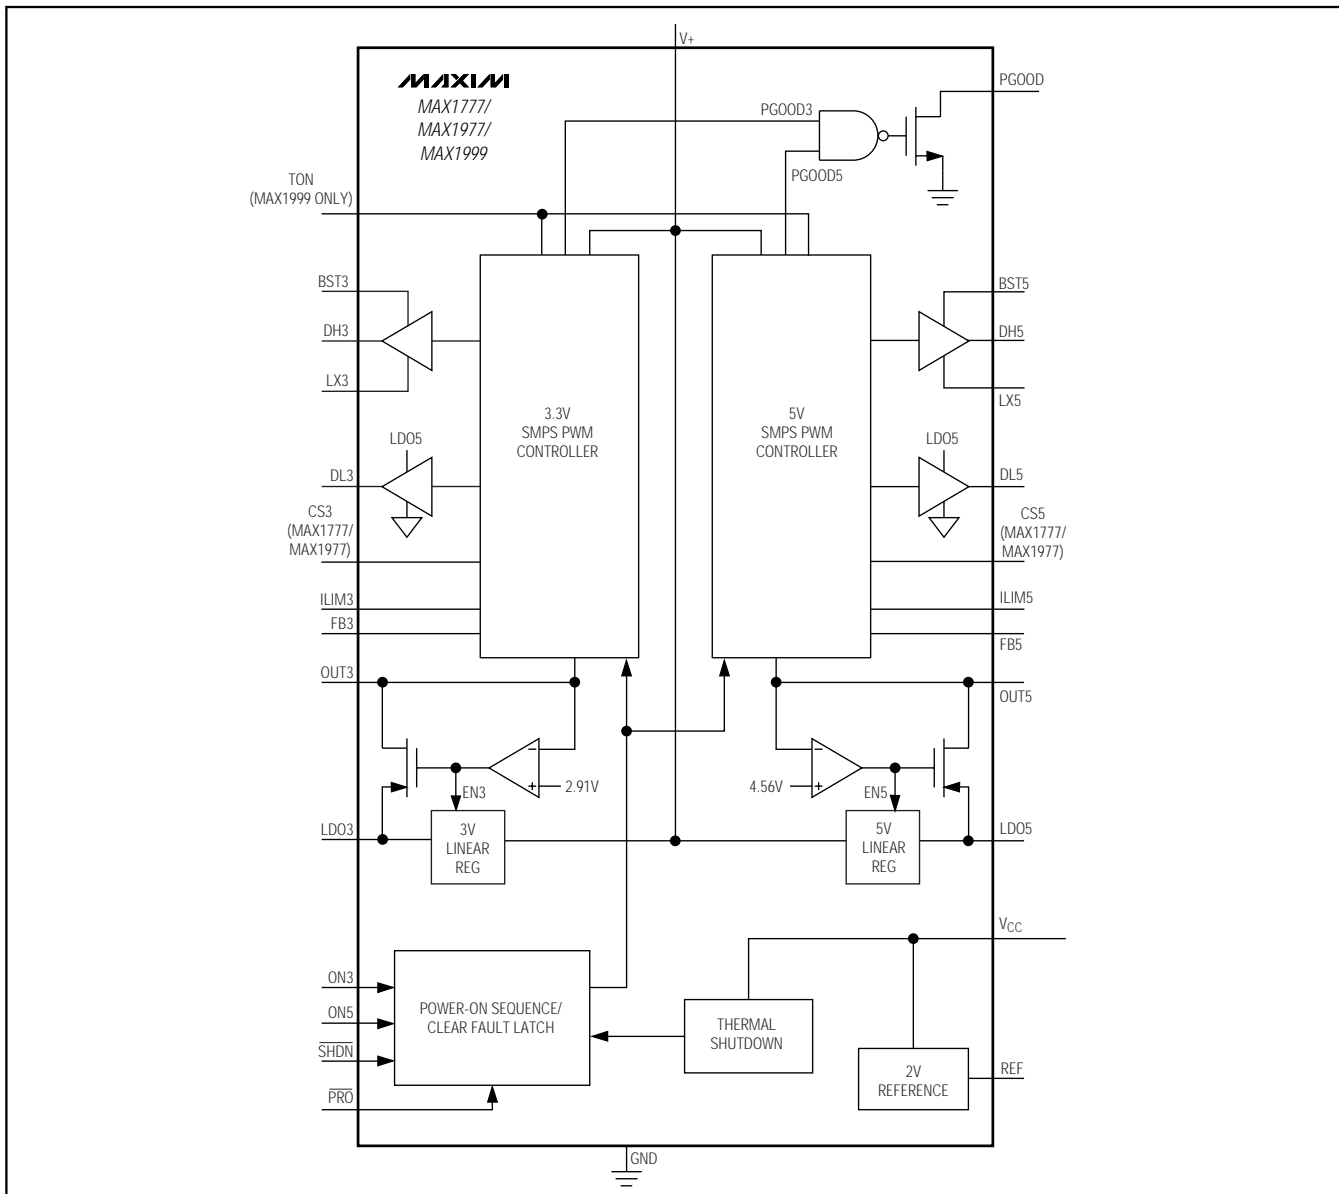 V+
MAXIM
MAX1777/
MAX1977/
MAX1999
PGOOD
PGOOD3
PGOOD5
TON
(MAX1999 ONLY)
BST3
DH3
LX3
BST5
DH5
LX5
3.3V
SMPS PWM
CONTROLLER
5V
SMPS PWM
CONTROLLER
LDO5
DL3
LDO5
DL5
CS3
(MAX1777/
MAX1977)
CS5
(MAX1777/
MAX1977)
ILIM3
FB3
ILIM5
FB5
OUT3
OUT5
−
+
2.91V
EN3
4.56V
−
+
EN5
LDO3
3V
LINEAR
REG
5V
LINEAR
REG
LDO5
VCC
ON3
ON5
SHDN
PRO
POWER-ON SEQUENCE/
CLEAR FAULT LATCH
THERMAL
SHUTDOWN
2V
REFERENCE
REF
GND